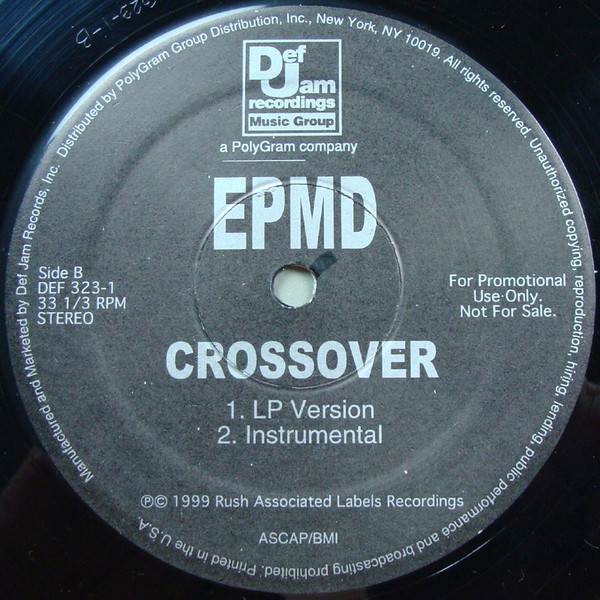 Def
Jam
recordings
Music Group
a PolyGram company
EPMD
Side B
DEF 323-1
33 1/3 RPM
STEREO
For Promotional
Use Only.
Not For Sale.
CROSSOVER
1. LP Version
2. Instrumental
℗© 1999 Rush Associated Labels Recordings
ASCAP/BMI
Manufactured and Marketed by Def Jam Records, Inc. Distributed by PolyGram Group Distribution, Inc., New York, NY 10019. All rights reserved. Unauthorized copying, reproduction, hiring, lending public performance and broadcasting prohibited. Printed in the U.S.A.